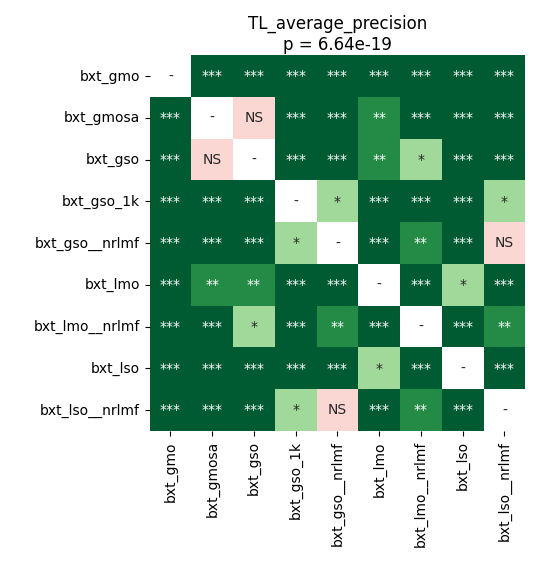 TL_average_precision
p = 6.64e-19
bxt_gmo - *** *** *** *** *** *** *** ***
bxt_gmosa *** - NS *** *** ** *** *** ***
bxt_gso *** NS - *** *** ** * *** ***
bxt_gso_1k *** *** *** - * *** *** *** *
bxt_gso__nrlmf *** *** *** * - *** ** *** NS
bxt_lmo *** ** ** *** *** - *** * ***
bxt_lmo__nrlmf *** *** * *** ** *** - *** **
bxt_lso *** *** *** *** *** * *** - ***
bxt_lso__nrlmf *** *** *** * NS *** ** *** -
bxt_gmo
bxt_gmosa
bxt_gso
bxt_gso_1k
bxt_gso__nrlmf
bxt_lmo
bxt_lmo__nrlmf
bxt_lso
bxt_lso__nrlmf